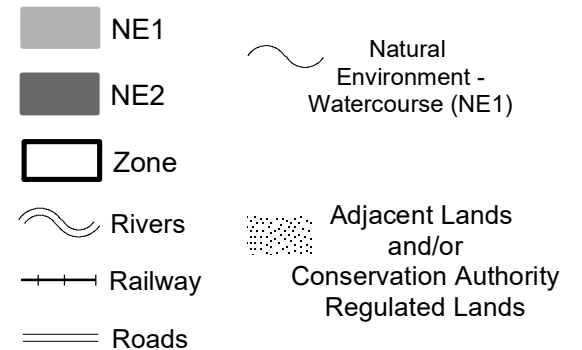 NE1
NE2
Zone
Rivers
Railway
Roads
Natural
Environment -
Watercourse (NE1)
Adjacent Lands
and/or
Conservation Authority
Regulated Lands